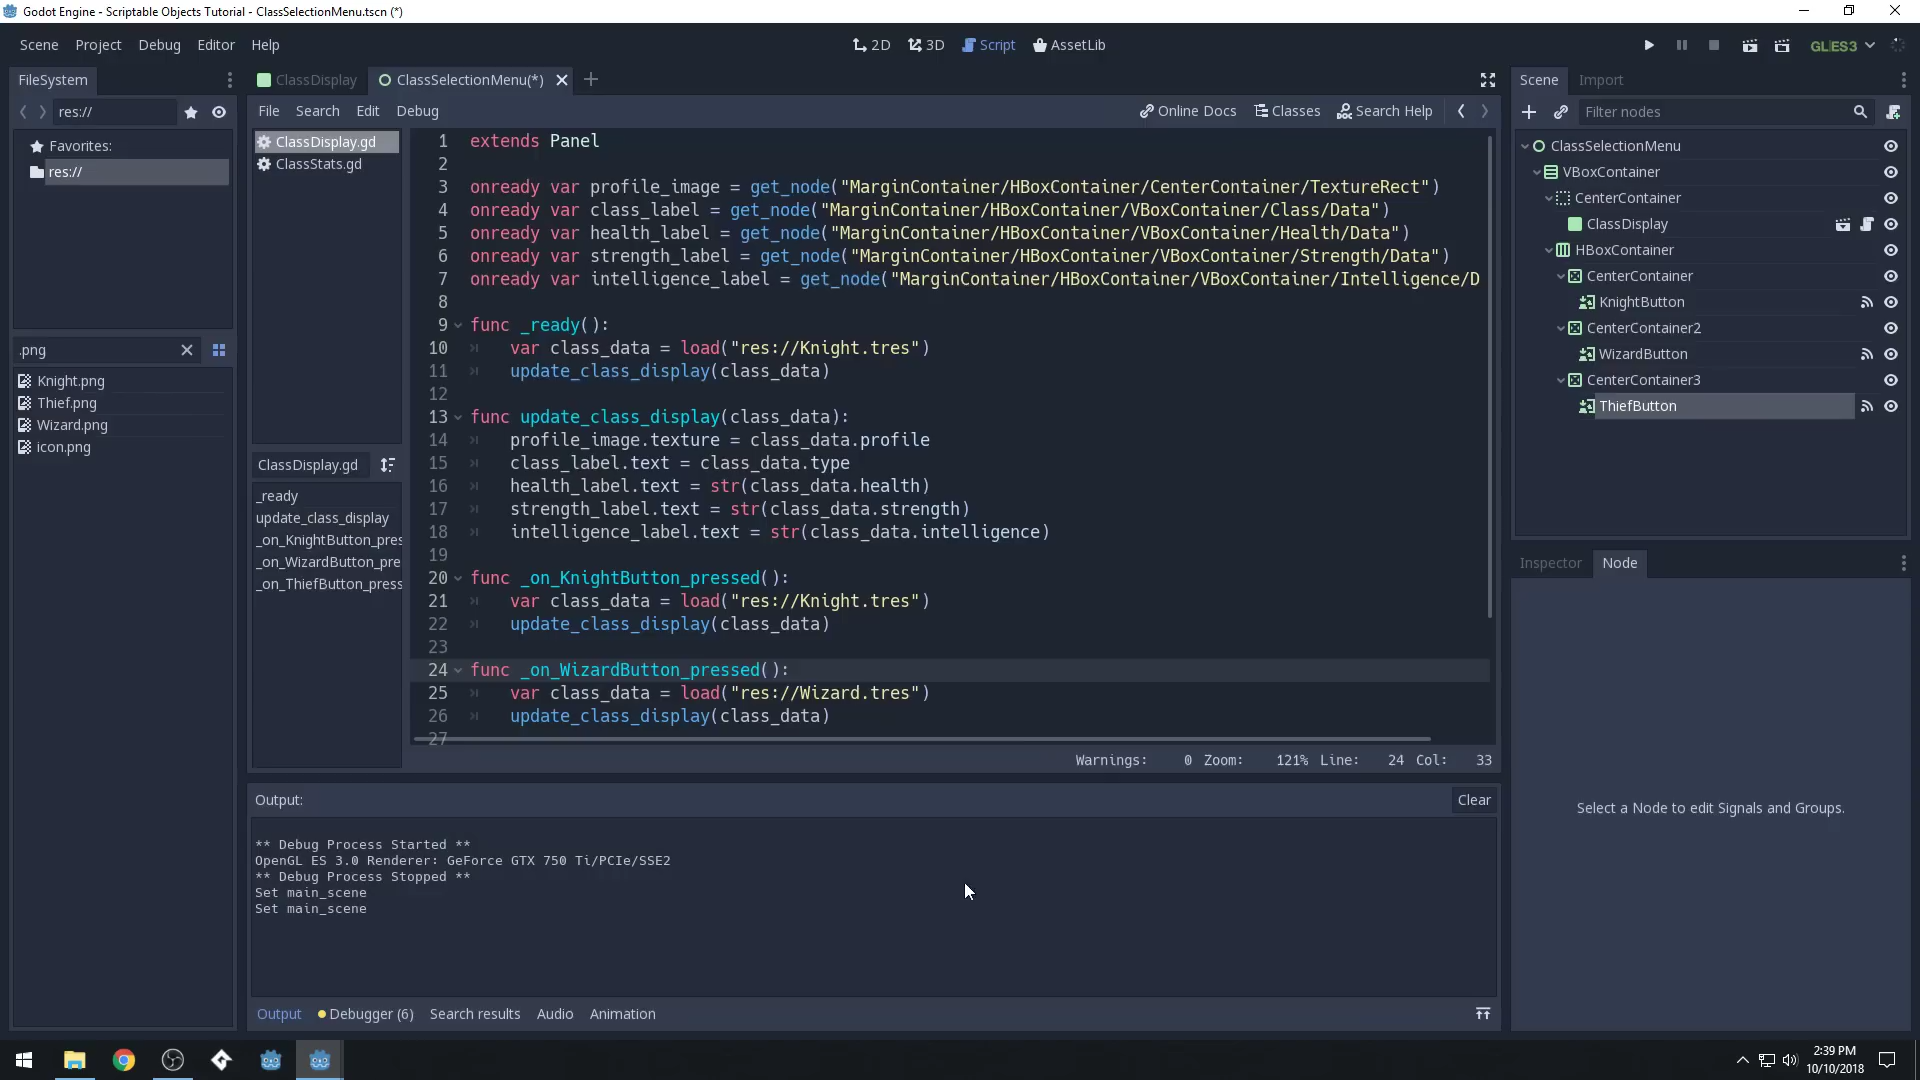 Godot Engine - Scriptable Objects Tutorial - ClassSelectionMenu.tscn (*)
Scene Project Debug Editor Help
2D 3D Script AssetLib
GLES3
FileSystem
res://
Favorites:
res://
.png
Knight.png
Thief.png
Wizard.png
icon.png
ClassDisplay ClassSelectionMenu(*)
File Search Edit Debug
Online Docs Classes Search Help
ClassDisplay.gd
ClassStats.gd
ClassDisplay.gd
_ready
update_class_display
_on_KnightButton_pres
_on_WizardButton_pre
_on_ThiefButton_press
1 extends Panel
2
3 onready var profile_image = get_node("MarginContainer/HBoxContainer/CenterContainer/TextureRect")
4 onready var class_label = get_node("MarginContainer/HBoxContainer/VBoxContainer/Class/Data")
5 onready var health_label = get_node("MarginContainer/HBoxContainer/VBoxContainer/Health/Data")
6 onready var strength_label = get_node("MarginContainer/HBoxContainer/VBoxContainer/Strength/Data")
7 onready var intelligence_label = get_node("MarginContainer/HBoxContainer/VBoxContainer/Intelligence/D
8
9 func _ready():
10 var class_data = load("res://Knight.tres")
11 update_class_display(class_data)
12
13 func update_class_display(class_data):
14 profile_image.texture = class_data.profile
15 class_label.text = class_data.type
16 health_label.text = str(class_data.health)
17 strength_label.text = str(class_data.strength)
18 intelligence_label.text = str(class_data.intelligence)
19
20 func _on_KnightButton_pressed():
21 var class_data = load("res://Knight.tres")
22 update_class_display(class_data)
23
24 func _on_WizardButton_pressed():
25 var class_data = load("res://Wizard.tres")
26 update_class_display(class_data)
27
Warnings: 0 Zoom: 121% Line: 24 Col: 33
Output:
Clear
** Debug Process Started **
OpenGL ES 3.0 Renderer: GeForce GTX 750 Ti/PCIe/SSE2
** Debug Process Stopped **
Set main_scene
Set main_scene
Output Debugger (6) Search results Audio Animation
Scene Import
Filter nodes
ClassSelectionMenu
VBoxContainer
CenterContainer
ClassDisplay
HBoxContainer
CenterContainer
KnightButton
CenterContainer2
WizardButton
CenterContainer3
ThiefButton
Inspector Node
Select a Node to edit Signals and Groups.
2:39 PM
10/10/2018